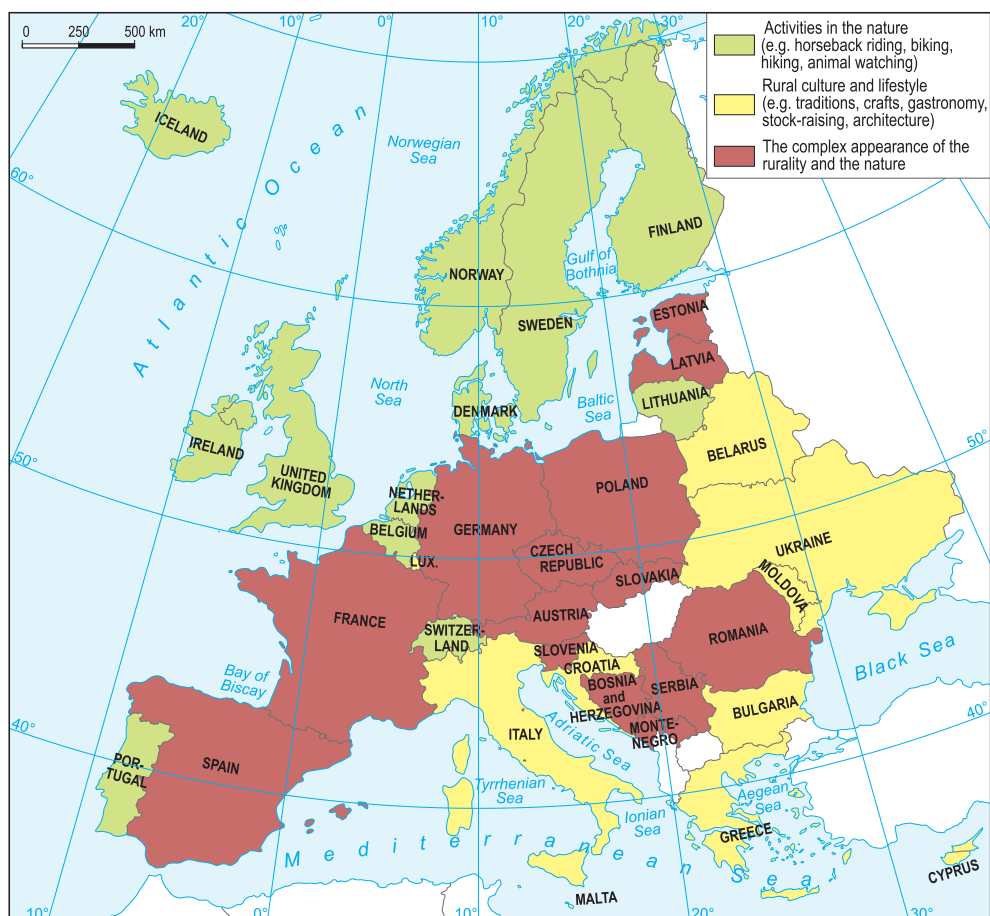 20°
10°
0°
10°
20°
30°
0 250 500 km
Activities in the nature
(e.g. horseback riding, biking,
hiking, animal watching)
Rural culture and lifestyle
(e.g. traditions, crafts, gastronomy,
stock-raising, architecture)
The complex appearance of the
rurality and the nature
ICELAND
Norwegian
Sea
Atlantic Ocean
60°
FINLAND
NORWAY
Gulf of
Bothnia
SWEDEN
ESTONIA
LATVIA
LITHUANIA
North
Sea
Baltic
Sea
DENMARK
50°
50°
IRELAND
UNITED
KINGDOM
BELARUS
NETHER-
LANDS
BELGIUM
LUX.
GERMANY
POLAND
UKRAINE
CZECH
REPUBLIC
SLOVAKIA
MOLDOVA
FRANCE
AUSTRIA
SWITZER-
LAND
ROMANIA
SLOVENIA
CROATIA
Black Sea
Bay of
Biscay
BOSNIA
and
HERZEGOVINA
SERBIA
MONTE-
NEGRO
BULGARIA
40°
40°
ITALY
Adriatic Sea
POR-
TUGAL
SPAIN
Tyrrhenian
Sea
Ionian
Sea
Aegean
Sea
GREECE
Mediterranean Sea
CYPRUS
MALTA
10°
0°
10°
20°
30°